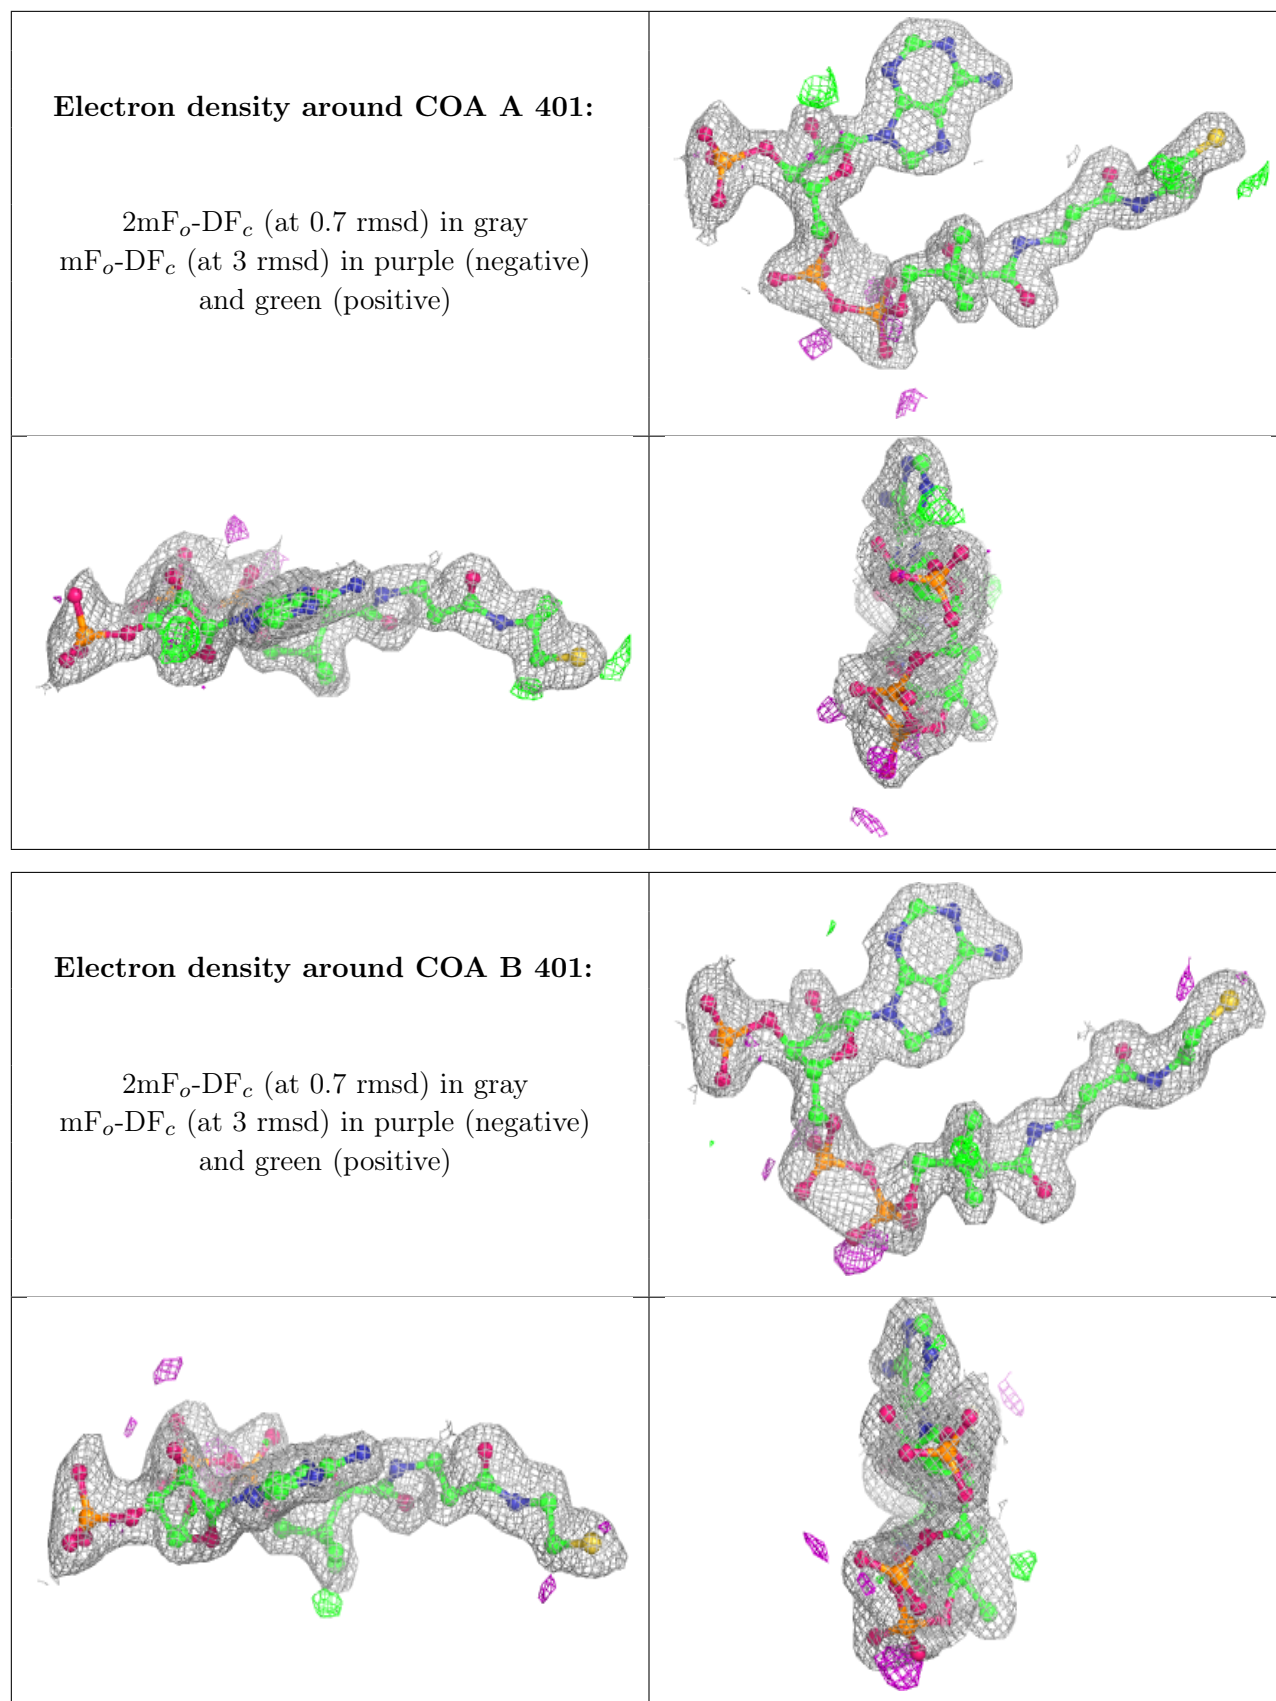 Electron density around COA A 401:
2mFo-DFc (at 0.7 rmsd) in gray
mFo-DFc (at 3 rmsd) in purple (negative)
and green (positive)
Electron density around COA B 401:
2mFo-DFc (at 0.7 rmsd) in gray
mFo-DFc (at 3 rmsd) in purple (negative)
and green (positive)